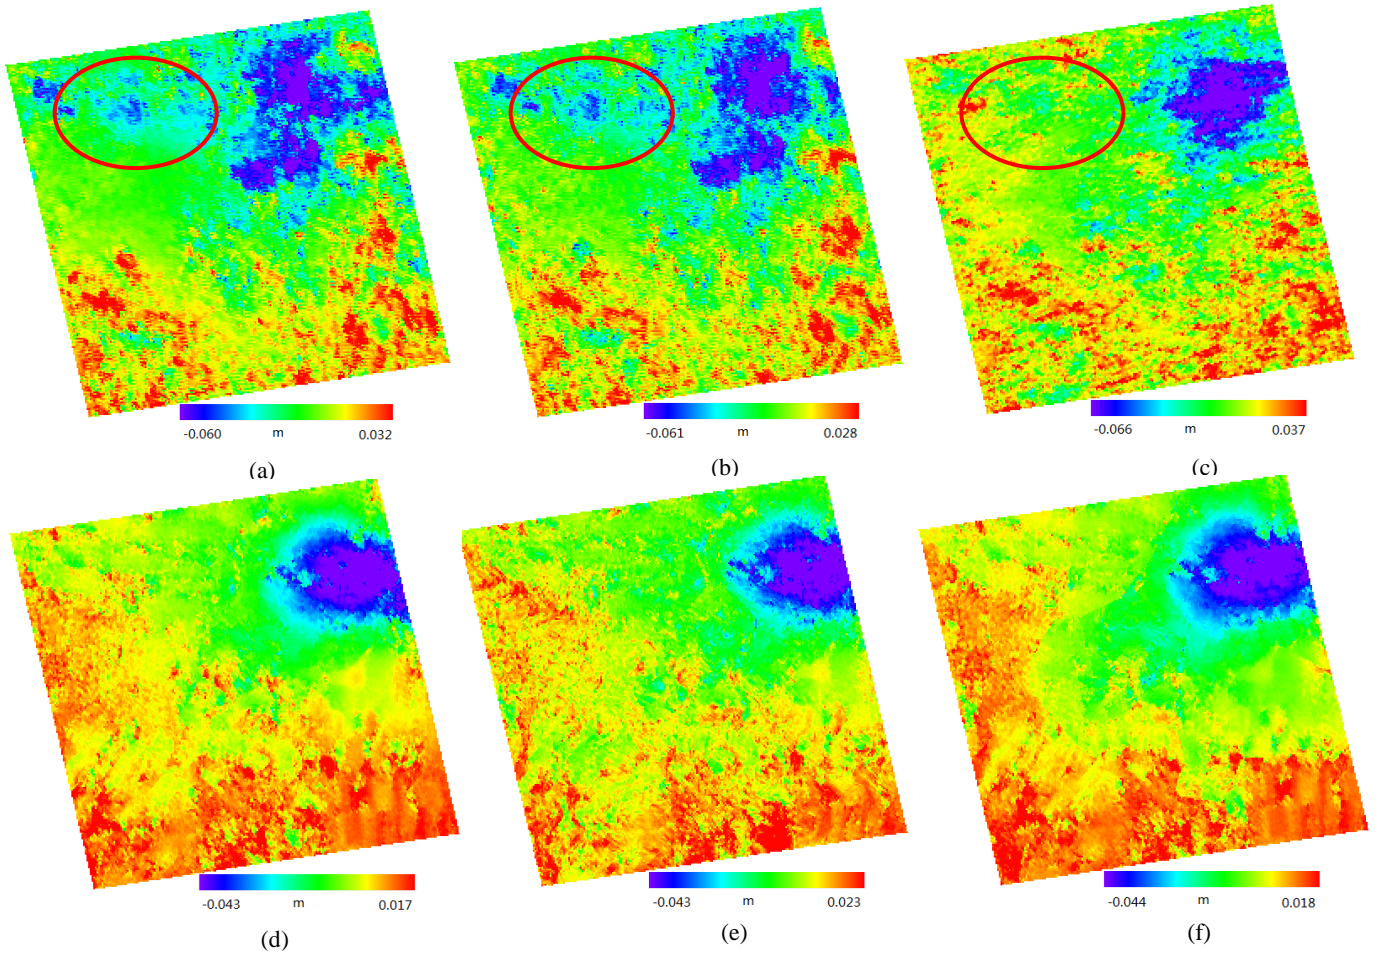 -0.060 m 0.032
-0.061 m 0.028
-0.066 m 0.037
(a) (b) (c)
-0.043 m 0.017
-0.043 m 0.023
-0.044 m 0.018
(d) (e) (f)